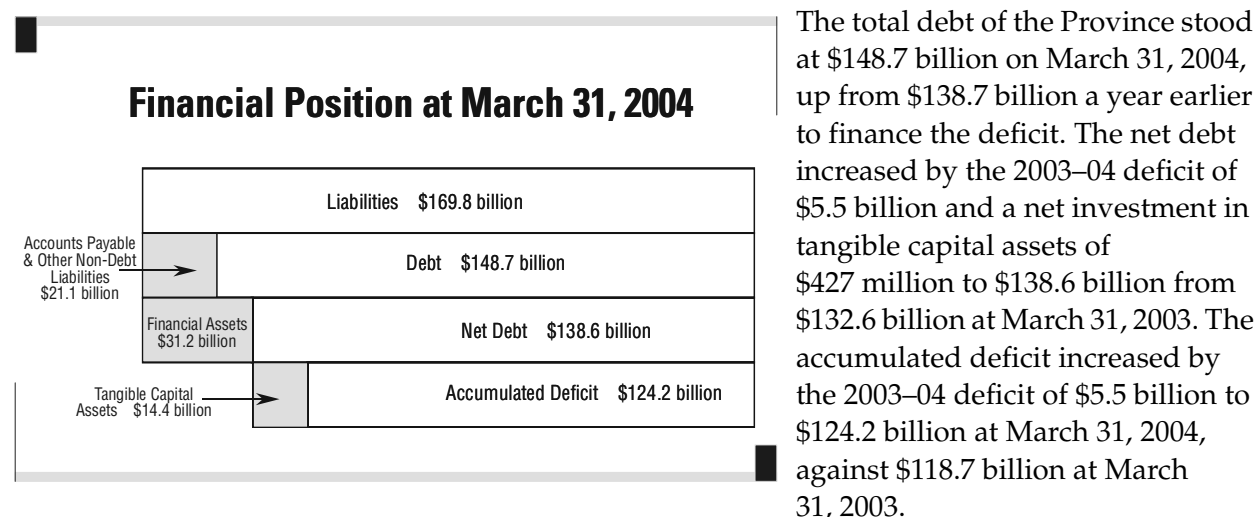 Financial Position at March 31, 2004
Liabilities $169.8 billion
Accounts Payable
& Other Non-Debt
Liabilities
$21.1 billion
Debt $148.7 billion
Financial Assets
$31.2 billion
Net Debt $138.6 billion
Tangible Capital
Assets $14.4 billion
Accumulated Deficit $124.2 billion
The total debt of the Province stood
at $148.7 billion on March 31, 2004,
up from $138.7 billion a year earlier
to finance the deficit. The net debt
increased by the 2003–04 deficit of
$5.5 billion and a net investment in
tangible capital assets of
$427 million to $138.6 billion from
$132.6 billion at March 31, 2003. The
accumulated deficit increased by
the 2003–04 deficit of $5.5 billion to
$124.2 billion at March 31, 2004,
against $118.7 billion at March
31, 2003.